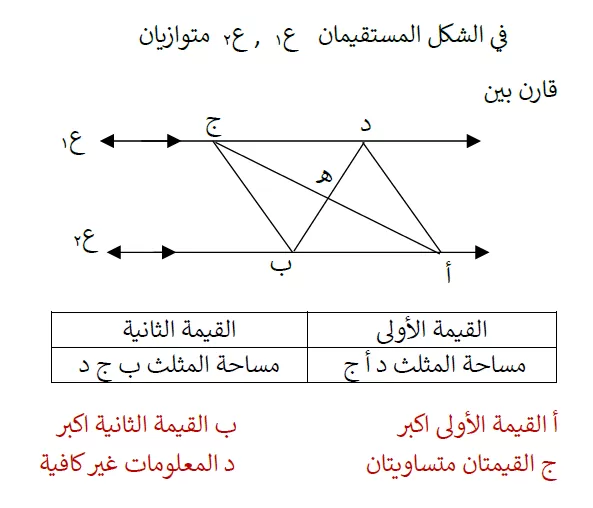 في الشكل المستقيمان ع١ , ع٢ متوازيان
قارن بين
ج د
ع١
ه
ع٢
ب أ
القيمة الأولى القيمة الثانية
مساحة المثلث د أ ج مساحة المثلث ب ج د
أ القيمة الأولى اكبر ب القيمة الثانية اكبر
ج القيمتان متساويتان د المعلومات غير كافية